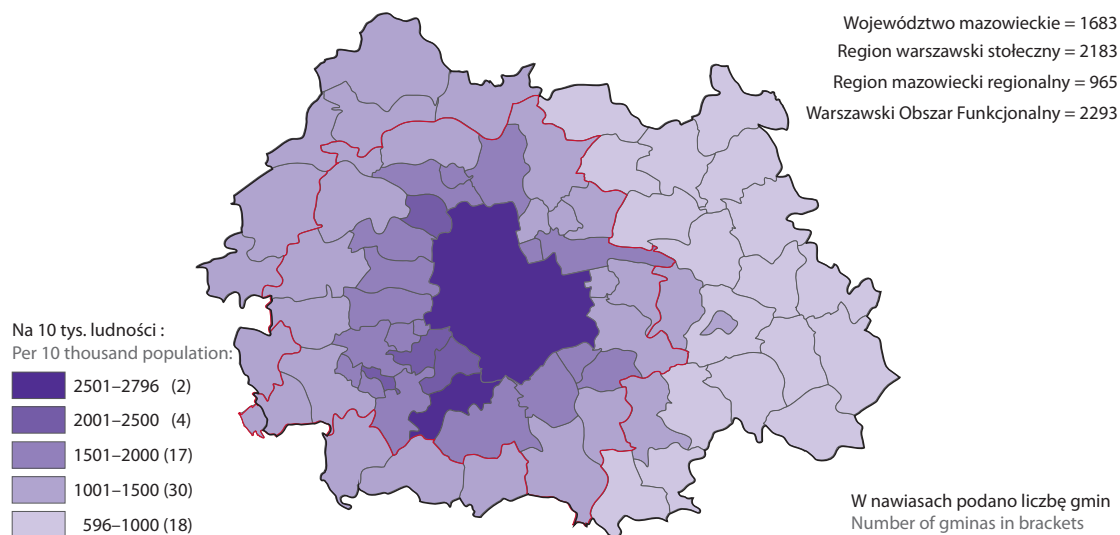 Województwo mazowieckie = 1683
Region warszawski stołeczny = 2183
Region mazowiecki regionalny = 965
Warszawski Obszar Funkcjonalny = 2293
Na 10 tys. ludności :
Per 10 thousand population:
2501–2796 (2)
2001–2500 (4)
1501–2000 (17)
1001–1500 (30)
596–1000 (18)
W nawiasach podano liczbę gmin
Number of gminas in brackets